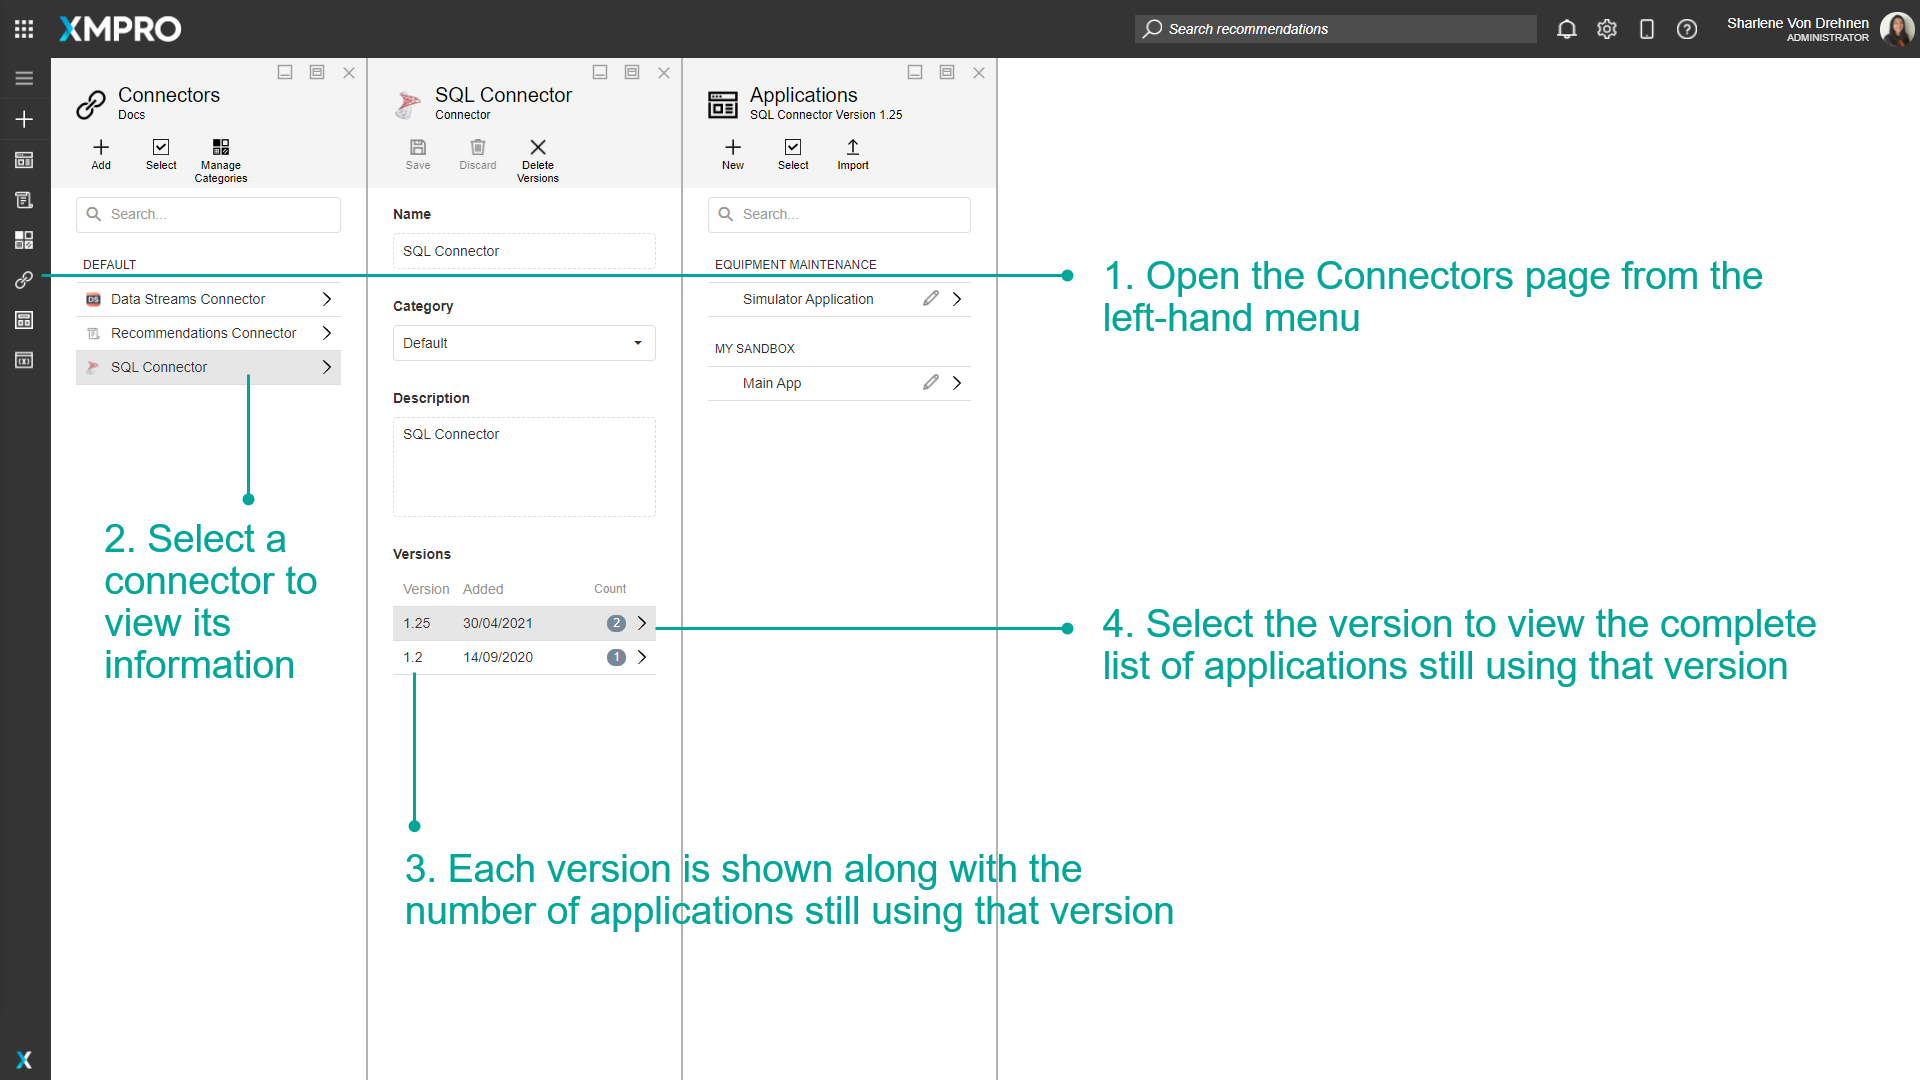 XMPRO
Search recommendations
Sharlene Von Drehnen
ADMINISTRATOR
Connectors
Docs
Add
Select
Manage
Categories
Search...
DEFAULT
DS
Data Streams Connector
Recommendations Connector
SQL Connector
2. Select a
connector to
view its
information
SQL Connector
Connector
Save
Discard
Delete
Versions
Name
SQL Connector
Category
Default
Description
SQL Connector
Versions
Version Added Count
1.25 30/04/2021 2
1.2 14/09/2020 1
3. Each version is shown along with the
number of applications still using that version
Applications
SQL Connector Version 1.25
New
Select
Import
Search...
EQUIPMENT MAINTENANCE
Simulator Application
MY SANDBOX
Main App
1. Open the Connectors page from the
left-hand menu
4. Select the version to view the complete
list of applications still using that version